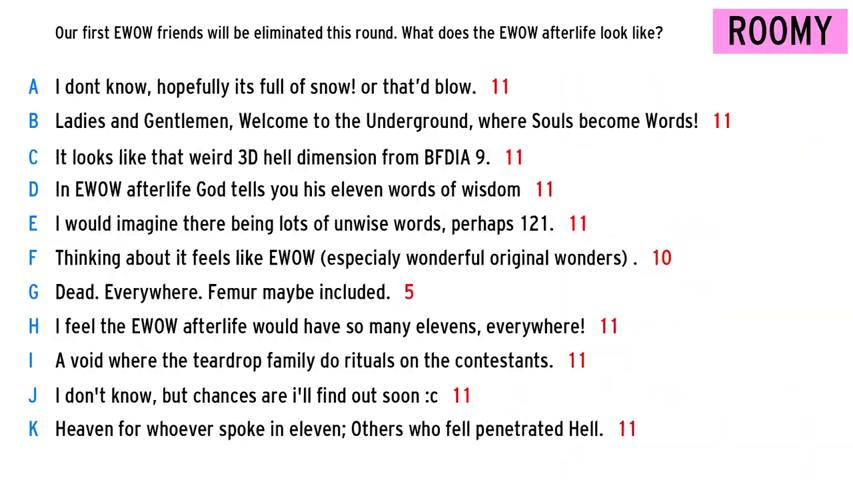 Our first EWOW friends will be eliminated this round. What does the EWOW afterlife look like?
ROOMY
A I dont know, hopefully its full of snow! or that'd blow. 11
B Ladies and Gentlemen, Welcome to the Underground, where Souls become Words! 11
C It looks like that weird 3D hell dimension from BFDIA 9. 11
D In EWOW afterlife God tells you his eleven words of wisdom 11
E I would imagine there being lots of unwise words, perhaps 121. 11
F Thinking about it feels like EWOW (especialy wonderful original wonders) . 10
G Dead. Everywhere. Femur maybe included. 5
H I feel the EWOW afterlife would have so many elevens, everywhere! 11
I A void where the teardrop family do rituals on the contestants. 11
J I don't know, but chances are i'll find out soon :c 11
K Heaven for whoever spoke in eleven; Others who fell penetrated Hell. 11